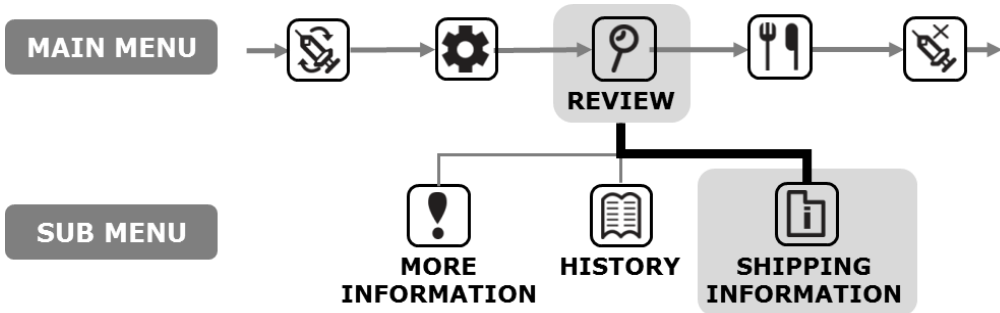 MAIN MENU
REVIEW
SUB MENU
MORE
INFORMATION
HISTORY
SHIPPING
INFORMATION